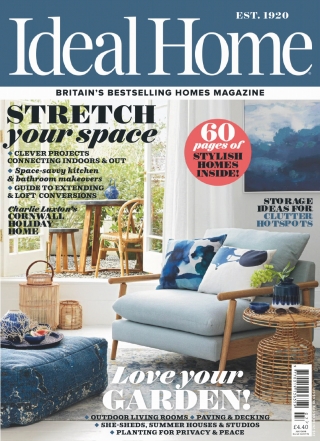 EST. 1920
Ideal Home
BRITAIN'S BESTSELLING HOMES MAGAZINE
STRETCH
your space
CLEVER PROJECTS
CONNECTING INDOORS & OUT
Space-savvy kitchen
& bathroom makeovers
GUIDE TO EXTENDING
& LOFT CONVERSIONS
Charlie Luxton's
CORNWALL
HOLIDAY
HOME
60
pages of
STYLISH
HOMES
INSIDE!
STORAGE
IDEAS FOR
CLUTTER
HOTSPOTS
Love your
GARDEN!
OUTDOOR LIVING ROOMS + PAVING & DECKING
+ SHE-SHEDS, SUMMER HOUSES & STUDIOS
+ PLANTING FOR PRIVACY & PEACE
£4.40